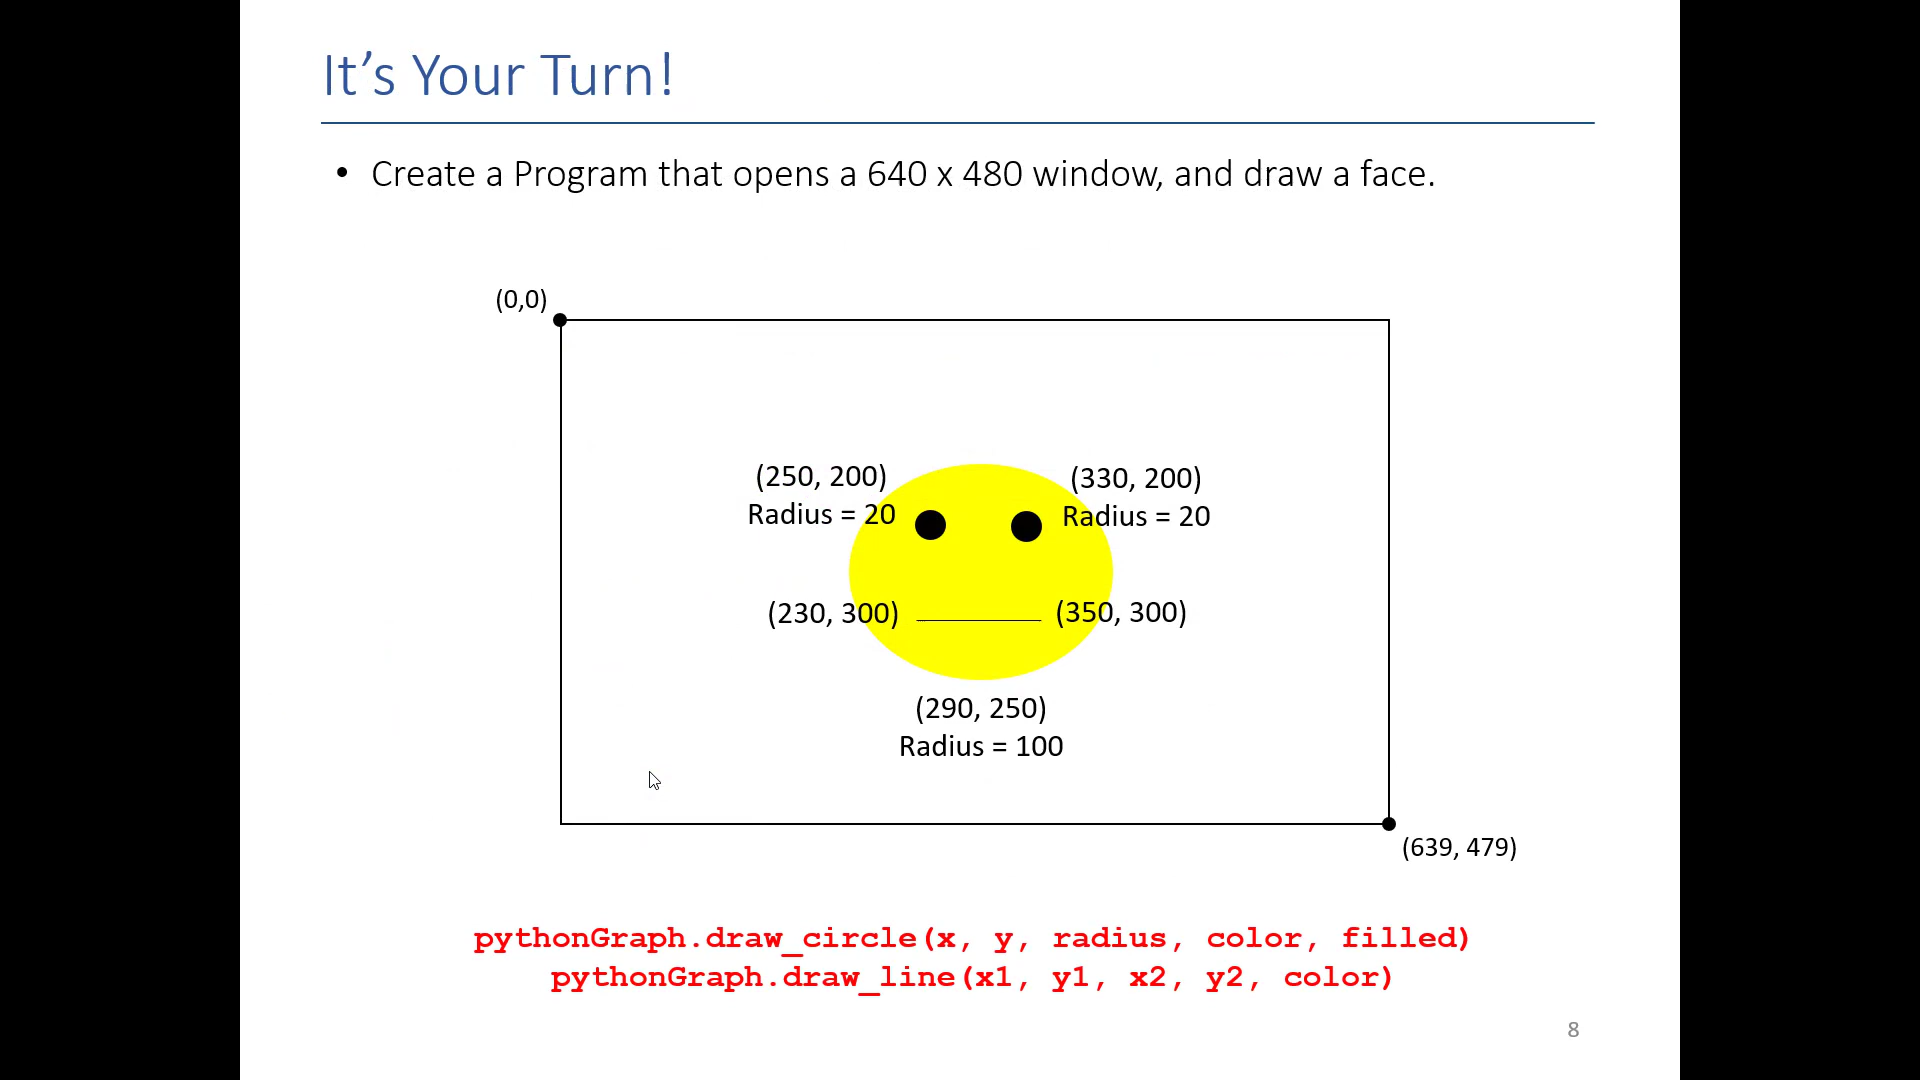 It’s Your Turn!
• Create a Program that opens a 640 x 480 window, and draw a face.
(0,0)
(250, 200)
Radius = 20
(330, 200)
Radius = 20
(230, 300)
(350, 300)
(290, 250)
Radius = 100
(639, 479)
pythonGraph.draw_circle(x, y, radius, color, filled)
pythonGraph.draw_line(x1, y1, x2, y2, color)
8